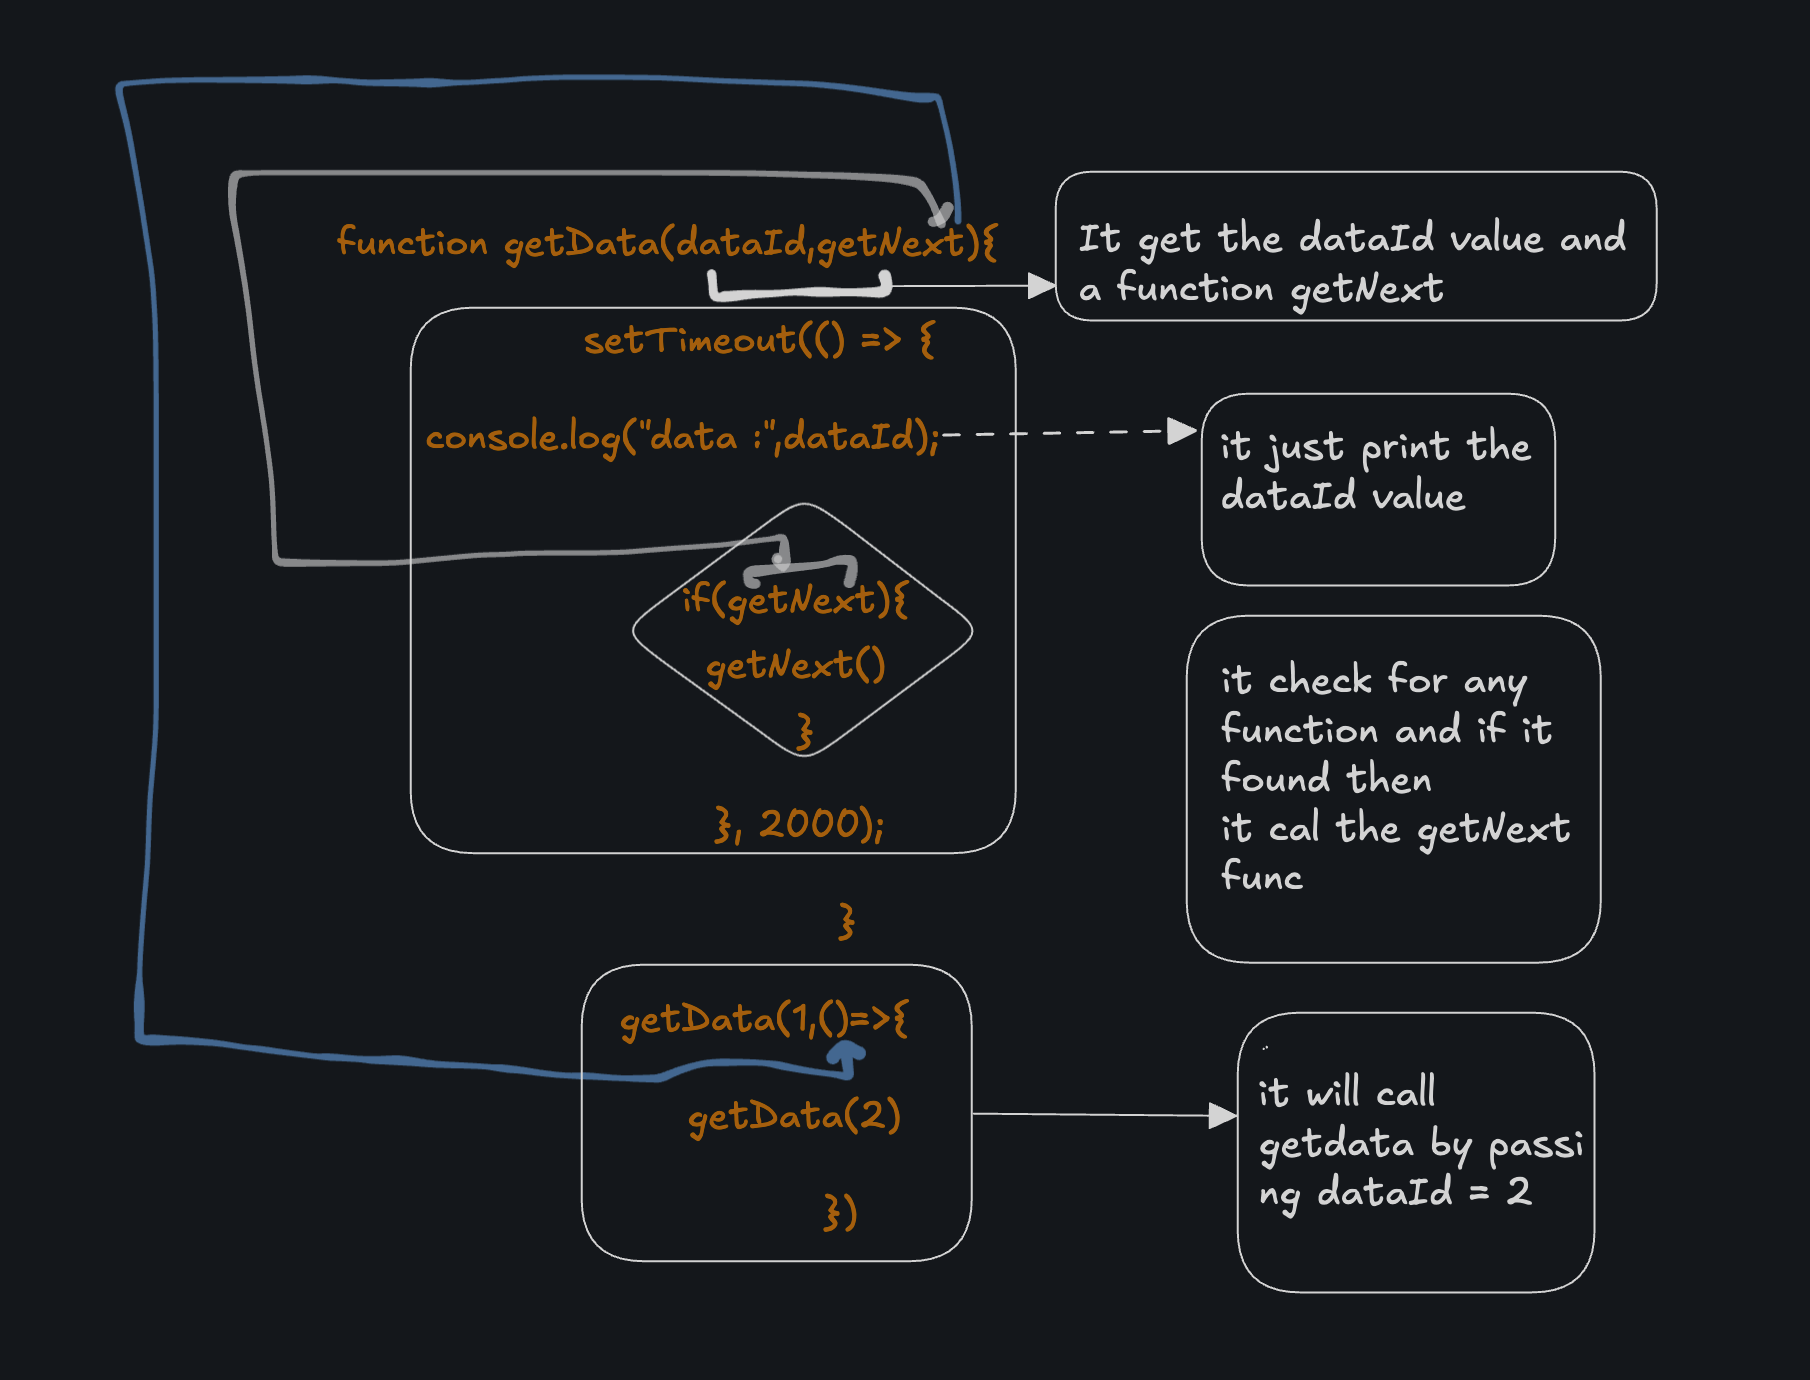 function getData(dataId,getNext){
It get the dataId value and
a function getNext
setTimeout(() => {
console.log("data :",dataId);
it just print the
dataId value
if(getNext){
getNext()
}
it check for any
function and if it
found then
it cal the getNext
func
}, 2000);
}
getData(1,()=>{
getData(2)
})
it will call
getdata by passi
ng dataId = 2